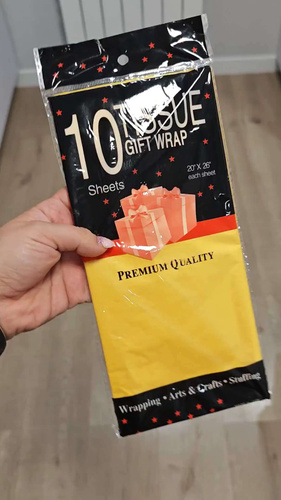 10 TISSUE
GIFT WRAP
Sheets
20" X 26"
each sheet
PREMIUM QUALITY
Wrapping • Arts & Crafts • Stuffing